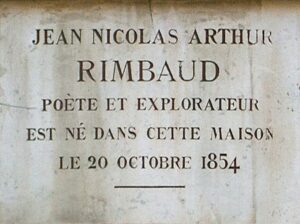 JEAN NICOLAS ARTHUR
RIMBAUD
POÈTE ET EXPLORATEUR
EST NÉ DANS CETTE MAISON
LE 20 OCTOBRE 1854